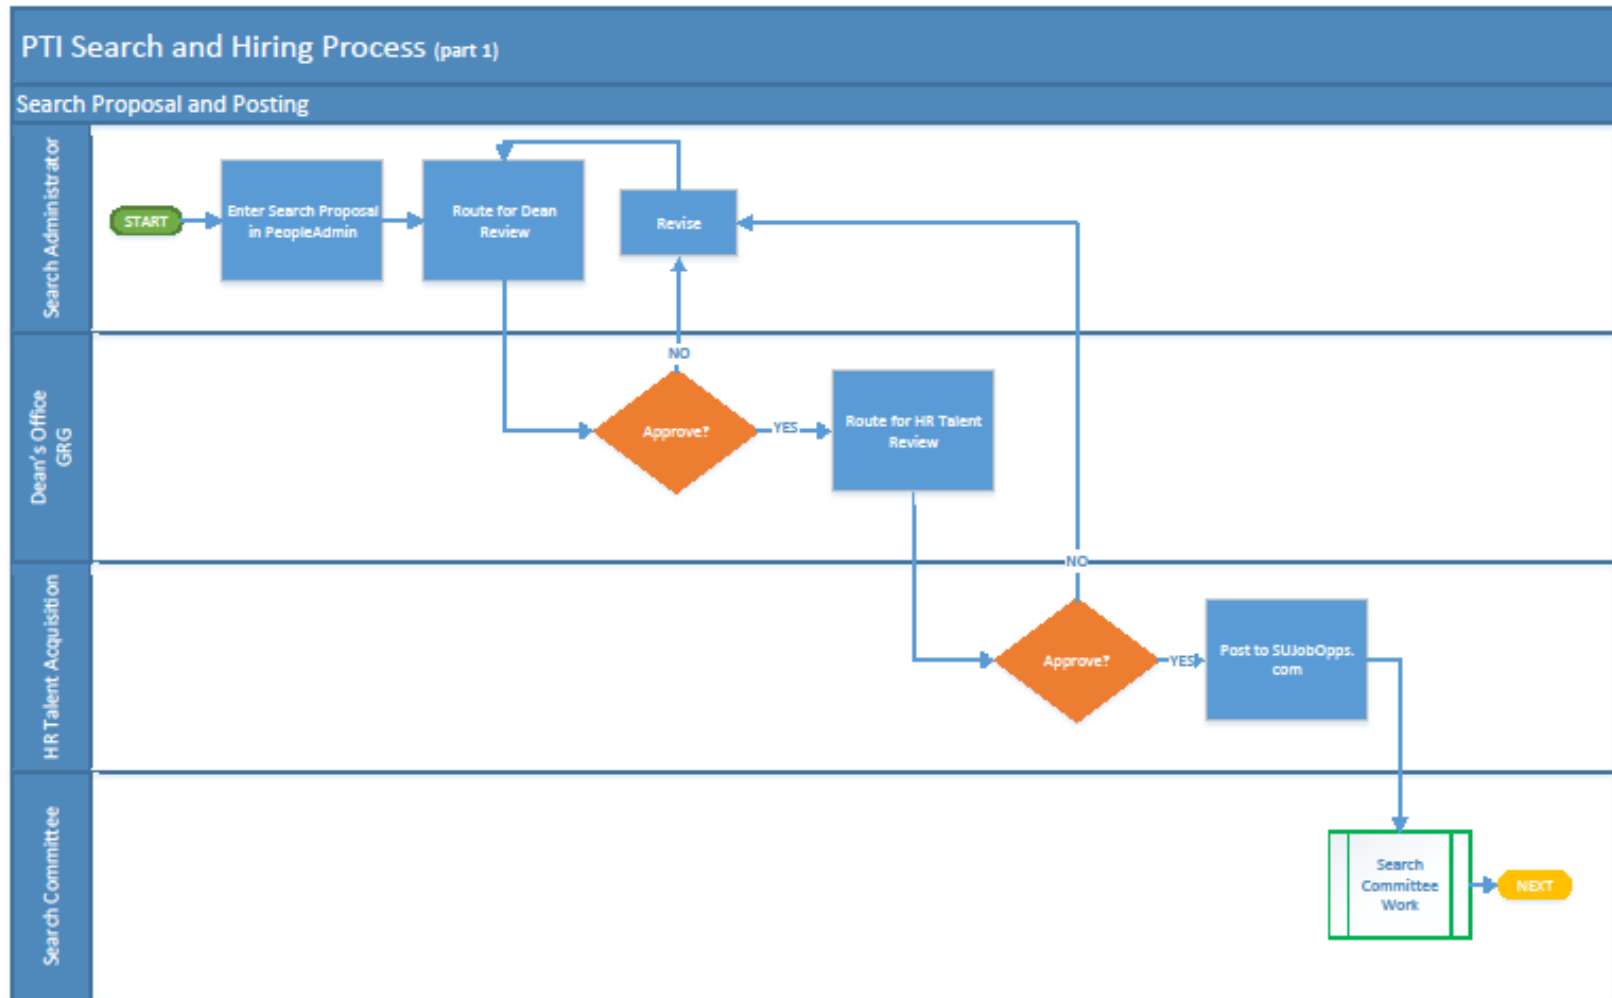 PTI Search and Hiring Process (part 1)
Search Proposal and Posting
Search Administrator
START
Enter Search Proposal
in PeopleAdmin
Route for Dean
Review
Revise
NO
Dean's Office
GRG
Approve?
YES
Route for HR Talent
Review
NO
HR Talent Acquisition
Approve?
YES
Post to SUJobOpps.
com
Search Committee
Search
Committee
Work
NEXT